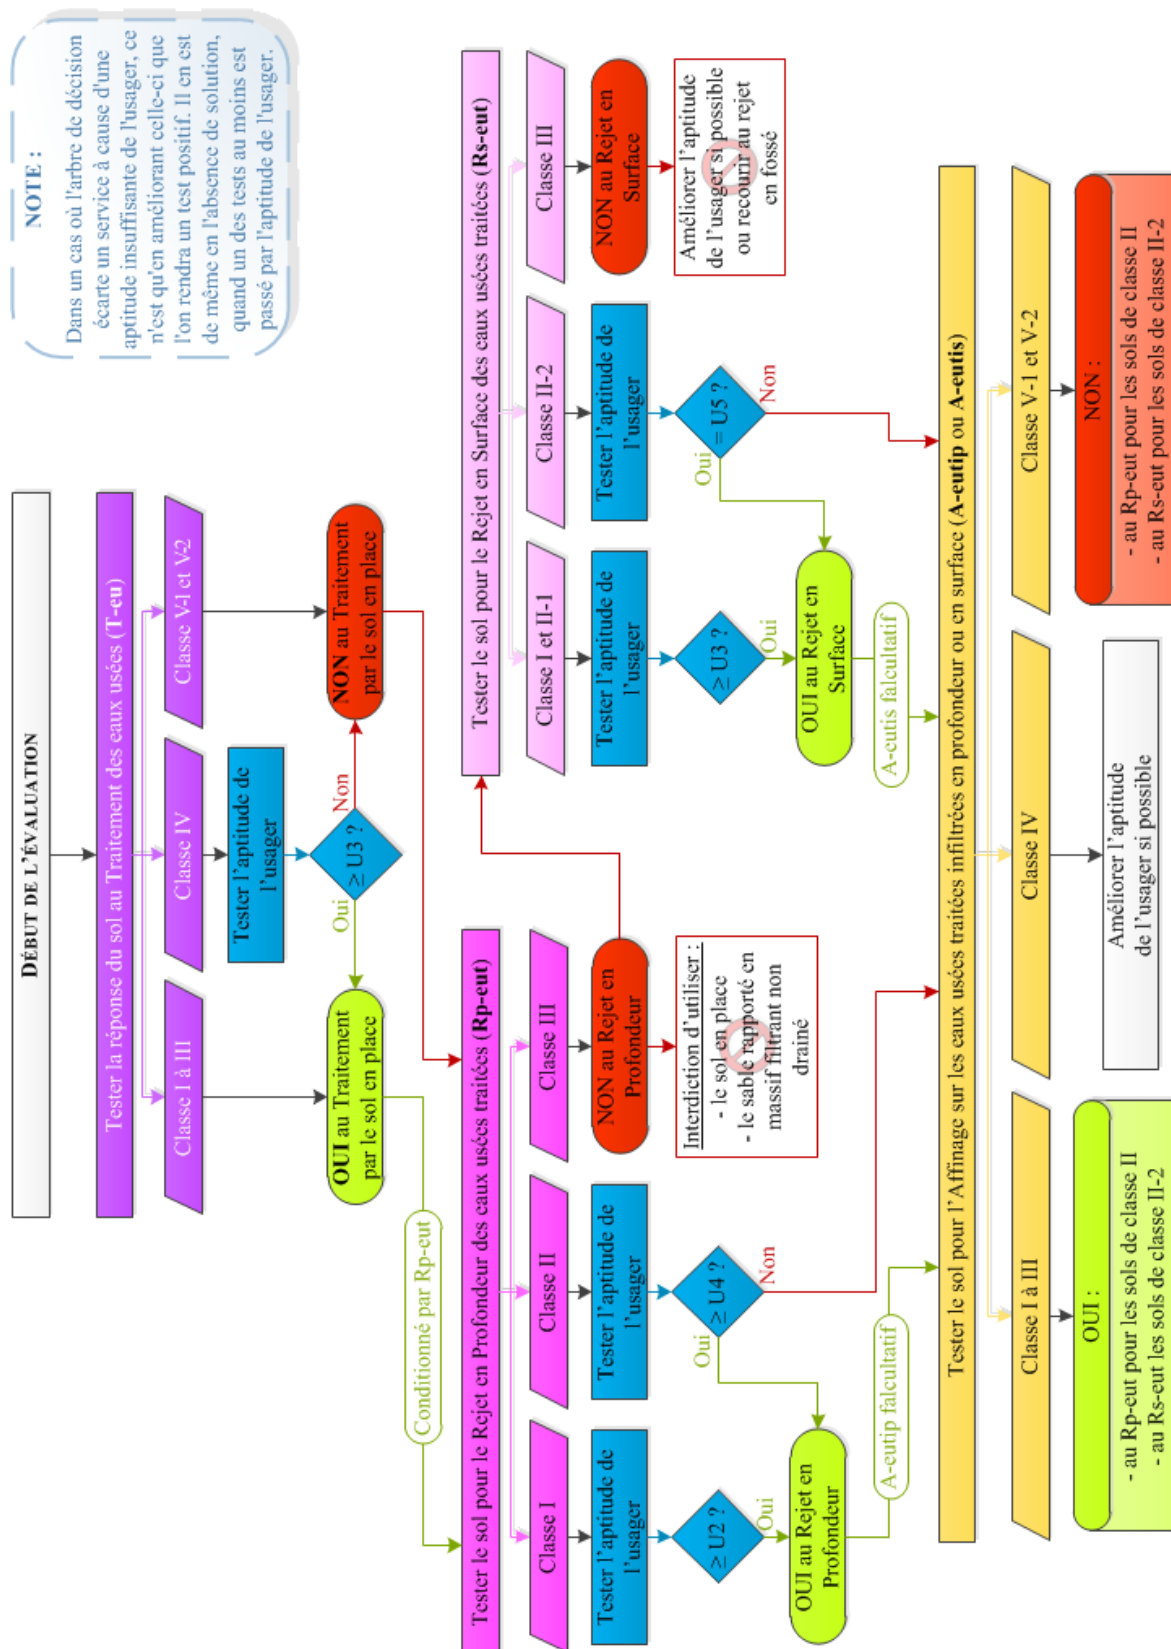 DÉBUT DE L'ÉVALUATION
NOTE :
Dans un cas où l'arbre de décision
écarte un service à cause d'une
aptitude insuffisante de l'usager, ce
n'est qu'en améliorant celle-ci que
l'on rendra un test positif. Il en est
de même en l'absence de solution,
quand un des tests au moins est
passé par l'aptitude de l'usager.
Tester la réponse du sol au Traitement des eaux usées (T-eu)
Classe I à III
Classe IV
Classe V-1 et V-2
Tester l'aptitude de
l'usager
≥ U3 ?
Oui
Non
OUI au Traitement
par le sol en place
NON au Traitement
par le sol en place
Conditionné par Rp-eut
Tester le sol pour le Rejet en Profondeur des eaux usées traitées (Rp-eut)
Classe I
Classe II
Classe III
Tester l'aptitude de
l'usager
Tester l'aptitude de
l'usager
NON au Rejet en
Profondeur
≥ U2 ?
Oui
≥ U4 ?
Oui
Non
Interdiction d'utiliser :
- le sol en place
- le sable rapporté en
massif filtrant non
drainé
OUI au Rejet en
Profondeur
A-eutip falcultatif
Tester le sol pour le Rejet en Surface des eaux usées traitées (Rs-eut)
Classe I et II-1
Classe II-2
Classe III
Tester l'aptitude de
l'usager
Tester l'aptitude de
l'usager
NON au Rejet en
Surface
≥ U3 ?
Oui
= U5 ?
Oui
Non
Améliorer l'aptitude
de l'usager si possible
ou recourir au rejet
en fossé
OUI au Rejet en
Surface
A-eutis falcultatif
Tester le sol pour l'Affinage sur les eaux usées traitées infiltrées en profondeur ou en surface (A-eutip ou A-eutis)
Classe I à III
Classe IV
Classe V-1 et V-2
OUI :
- au Rp-eut pour les sols de classe II
- au Rs-eut les sols de classe II-2
Améliorer l'aptitude
de l'usager si possible
NON :
- au Rp-eut pour les sols de classe II
- au Rs-eut pour les sols de classe II-2